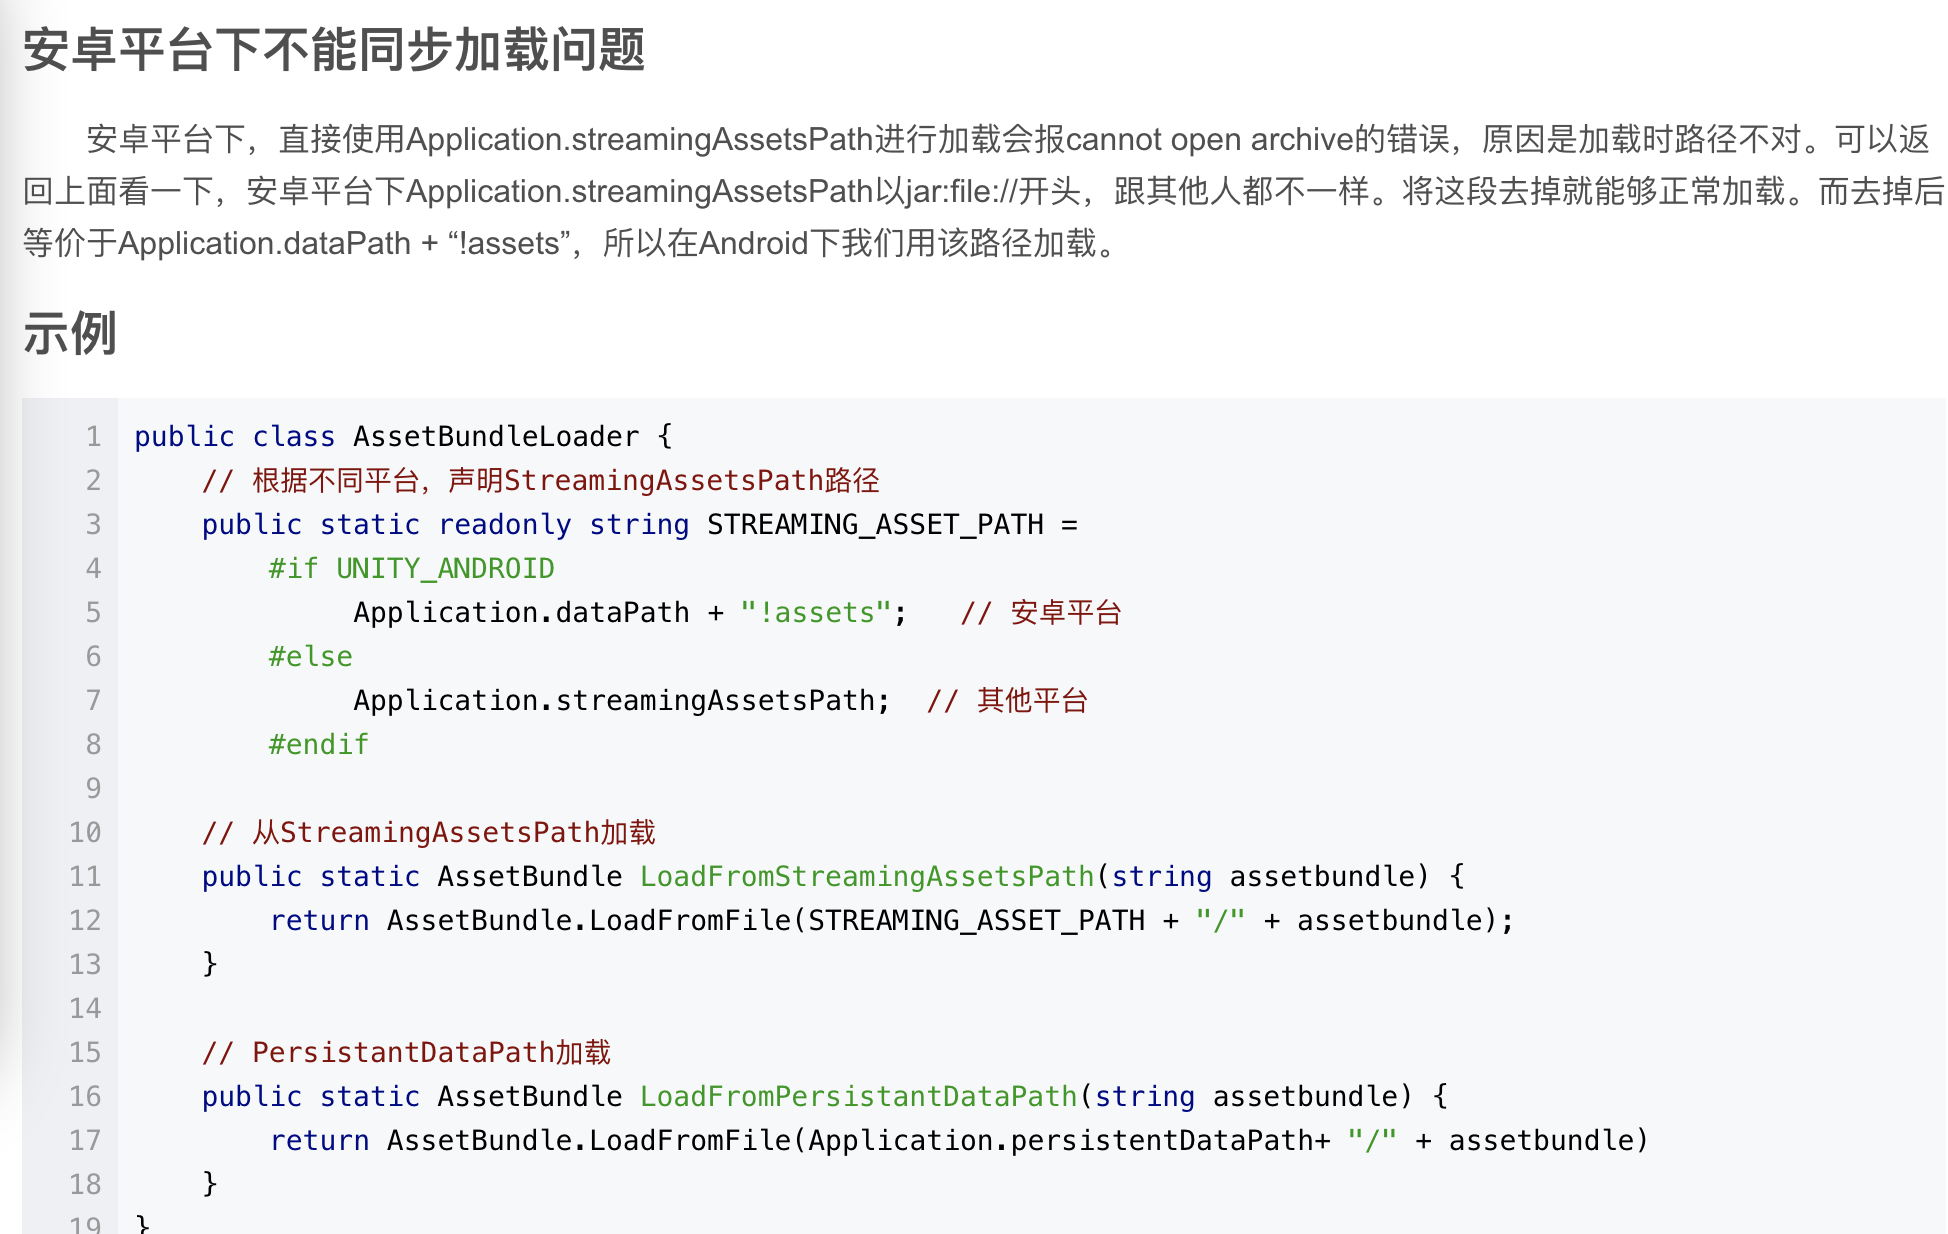 安卓平台下不能同步加载问题
安卓平台下，直接使用Application.streamingAssetsPath进行加载会报cannot open archive的错误，原因是加载时路径不对。可以返
回上面看一下，安卓平台下Application.streamingAssetsPath以jar:file://开头，跟其他人都不一样。将这段去掉就能够正常加载。而去掉后
等价于Application.dataPath + “!assets”，所以在Android下我们用该路径加载。
示例
1 public class AssetBundleLoader {
2     // 根据不同平台，声明StreamingAssetsPath路径
3     public static readonly string STREAMING_ASSET_PATH =
4         #if UNITY_ANDROID
5              Application.dataPath + "!assets";   // 安卓平台
6         #else
7              Application.streamingAssetsPath;  // 其他平台
8         #endif
9
10     // 从StreamingAssetsPath加载
11     public static AssetBundle LoadFromStreamingAssetsPath(string assetbundle) {
12         return AssetBundle.LoadFromFile(STREAMING_ASSET_PATH + "/" + assetbundle);
13     }
14
15     // PersistantDataPath加载
16     public static AssetBundle LoadFromPersistantDataPath(string assetbundle) {
17         return AssetBundle.LoadFromFile(Application.persistentDataPath+ "/" + assetbundle)
18     }
19 }